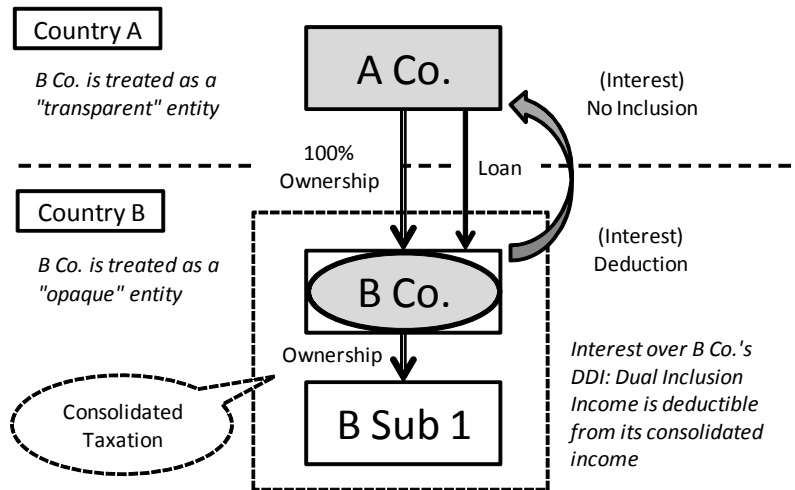 Country A
A Co.
B Co. is treated as a
"transparent" entity
(Interest)
No Inclusion
100%
Ownership
Loan
Country B
B Co. is treated as a
"opaque" entity
(Interest)
Deduction
B Co.
Ownership
Interest over B Co.'s
DDI: Dual Inclusion
Income is deductible
from its consolidated
income
Consolidated
Taxation
B Sub 1